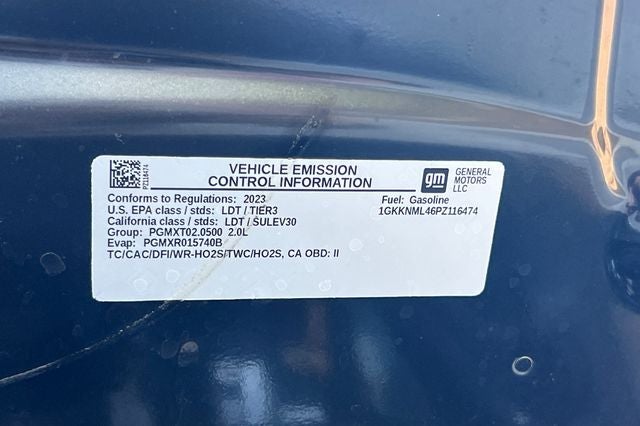 VEHICLE EMISSION
CONTROL INFORMATION
PZ116474
gm
GENERAL
MOTORS
LLC
Conforms to Regulations: 2023
U.S. EPA class / stds: LDT / TIER3
California class / stds: LDT / SULEV30
Group: PGMXT02.0500 2.0L
Evap: PGMXR015740B
TC/CAC/DFI/WR-HO2S/TWC/HO2S, CA OBD: II
Fuel: Gasoline
1GKKNML46PZ116474